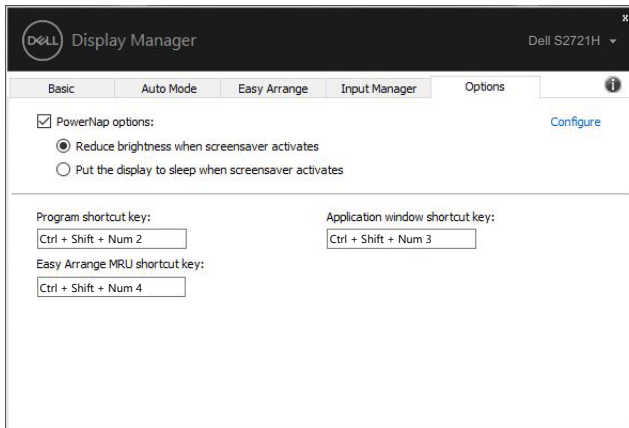 x
DELL Display Manager
Dell S2721H
Basic Auto Mode Easy Arrange Input Manager Options
PowerNap options:
Configure
Reduce brightness when screensaver activates
Put the display to sleep when screensaver activates
Program shortcut key:
Application window shortcut key:
Ctrl + Shift + Num 2
Ctrl + Shift + Num 3
Easy Arrange MRU shortcut key:
Ctrl + Shift + Num 4